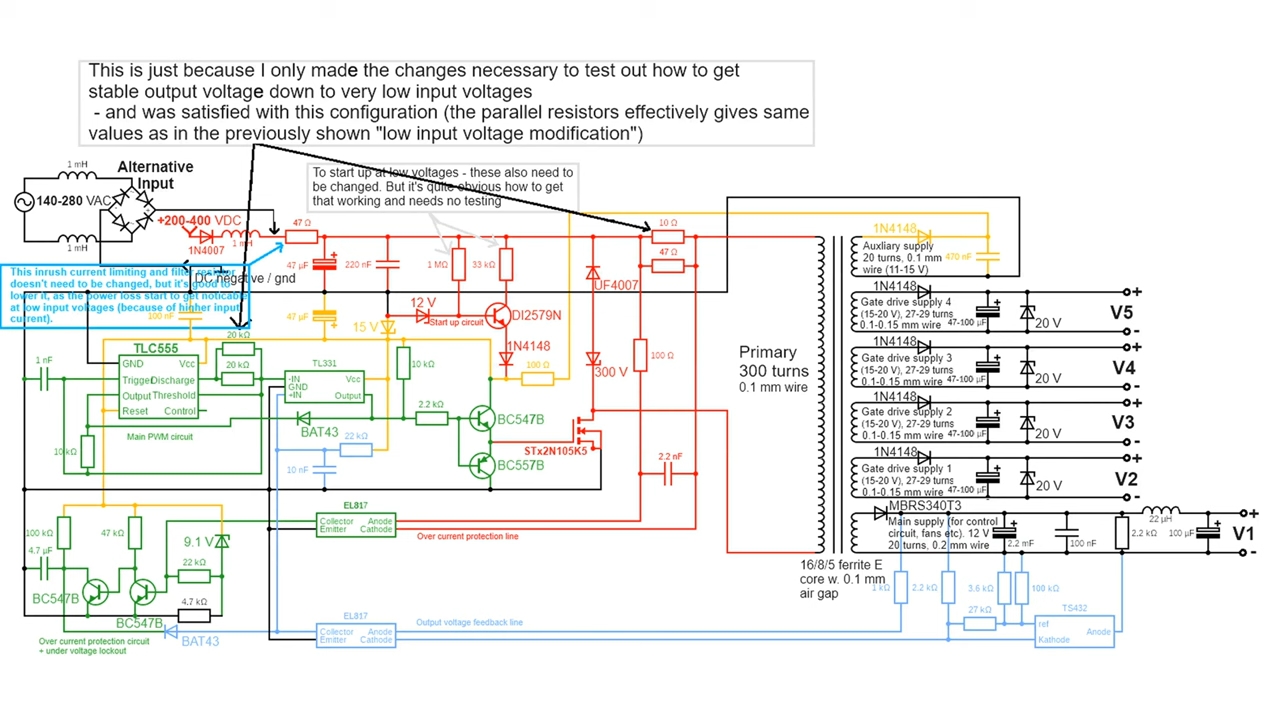 This is just because I only made the changes necessary to test out how to get
stable output voltage down to very low input voltages
- and was satisfied with this configuration (the parallel resistors effectively gives same
values as in the previously shown "low input voltage modification")
1 mH
Alternative
Input
140-280 VAC
1 mH
To start up at low voltages - these also need to
be changed. But it's quite obvious how to get
that working and needs no testing
+200-400 VDC
1N4007
1 mH
47 Ω
10 Ω
47 Ω
This inrush current limiting and filter resistor
doesn't need to be changed, but it's good to
lower it, as the power loss start to get noticable
at low input voltages (because of higher input
current).
DC negative / gnd
47 µF
220 nF
1 MΩ
33 kΩ
UF4007
100 nF
47 µF
12 V
Start up circuit
DI2579N
15 V
1N4148
300 V
100 Ω
100 Ω
20 kΩ
20 kΩ
1 nF
TLC555
GND
Vcc
Trigger
Discharge
Output
Threshold
Reset
Control
Main PWM circuit
10 kΩ
TL331
-IN
GND
+IN
Vcc
Output
10 kΩ
BAT43
2.2 kΩ
22 kΩ
10 nF
BC547B
BC557B
STx2N105K5
2.2 nF
Primary
300 turns
0.1 mm wire
1N4148
Auxliary supply
20 turns, 0.1 mm
wire (11-15 V)
470 nF
1N4148
Gate drive supply 4
(15-20 V), 27-29 turns
0.1-0.15 mm wire
47-100 µF
20 V
+
V5
-
1N4148
Gate drive supply 3
(15-20 V), 27-29 turns
0.1-0.15 mm wire
47-100 µF
20 V
+
V4
-
1N4148
Gate drive supply 2
(15-20 V), 27-29 turns
0.1-0.15 mm wire
47-100 µF
20 V
+
V3
-
1N4148
Gate drive supply 1
(15-20 V), 27-29 turns
0.1-0.15 mm wire
47-100 µF
20 V
+
V2
-
MBRS340T3
Main supply (for control
circuit, fans etc). 12 V
20 turns, 0.2 mm wire
2.2 mF
100 nF
22 µH
2.2 kΩ
100 µF
+
V1
-
16/8/5 ferrite E
core w. 0.1 mm
air gap
100 kΩ
47 kΩ
9.1 V
4.7 µF
22 kΩ
4.7 kΩ
BC547B
BC547B
BAT43
Over current protection circuit
+ under voltage lockout
EL817
Collector
Emitter
Anode
Cathode
Over current protection line
EL817
Collector
Emitter
Anode
Cathode
Output voltage feedback line
1 kΩ
2.2 kΩ
3.6 kΩ
100 kΩ
27 kΩ
TS432
ref
Kathode
Anode